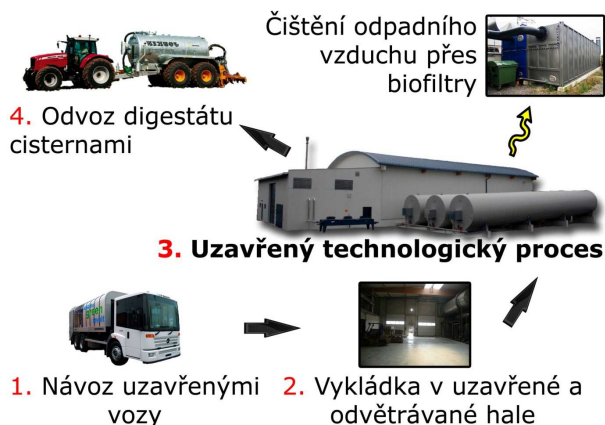 Čištění odpadního
vzduchu přes
biofiltry
4. Odvoz digestátu
cisternami
3. Uzavřený technologický proces
1. Návoz uzavřenými
vozy
2. Vykládka v uzavřené a
odvětrávané hale